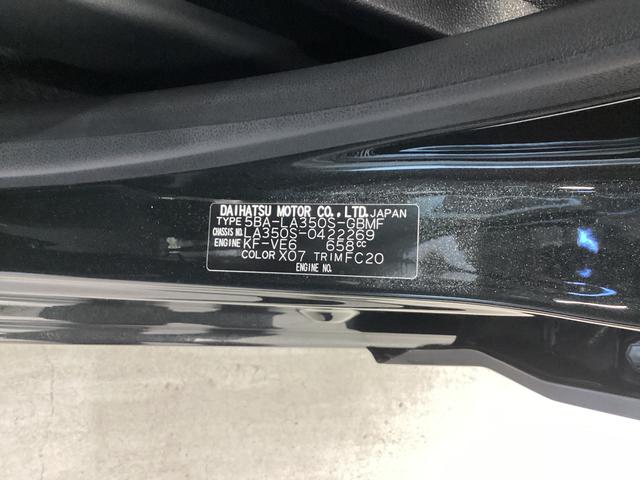 DAIHATSU MOTOR CO., LTD. JAPAN
TYPE 5BA-LA350S-GBMF
CHASSIS NO. LA350S-0422269
ENGINE KF-VE6 658cc
COLOR X07 TRIM FC20
ENGINE NO.